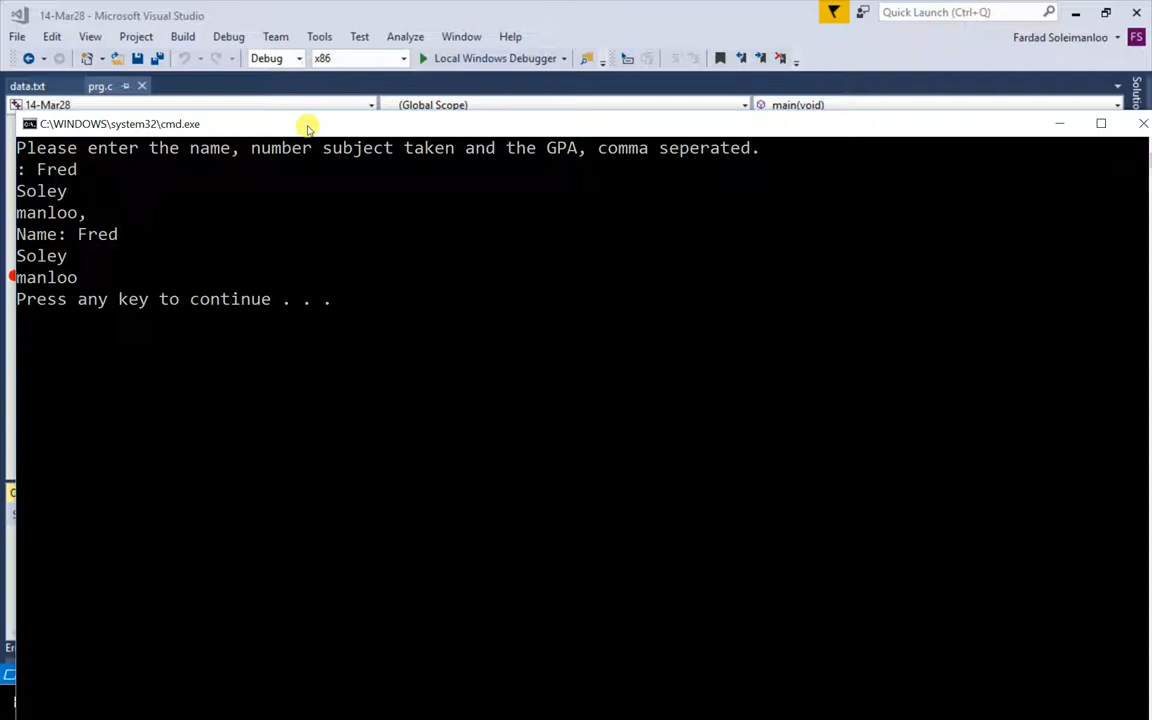 14-Mar28 - Microsoft Visual Studio
Quick Launch (Ctrl+Q)
File Edit View Project Build Debug Team Tools Test Analyze Window Help
Fardad Soleimanloo FS
Debug x86 Local Windows Debugger
data.txt prg.c
14-Mar28 (Global Scope) main(void)
C:\WINDOWS\system32\cmd.exe
Please enter the name, number subject taken and the GPA, comma seperated.
: Fred
Soley
manloo,
Name: Fred
Soley
manloo
Press any key to continue . . .